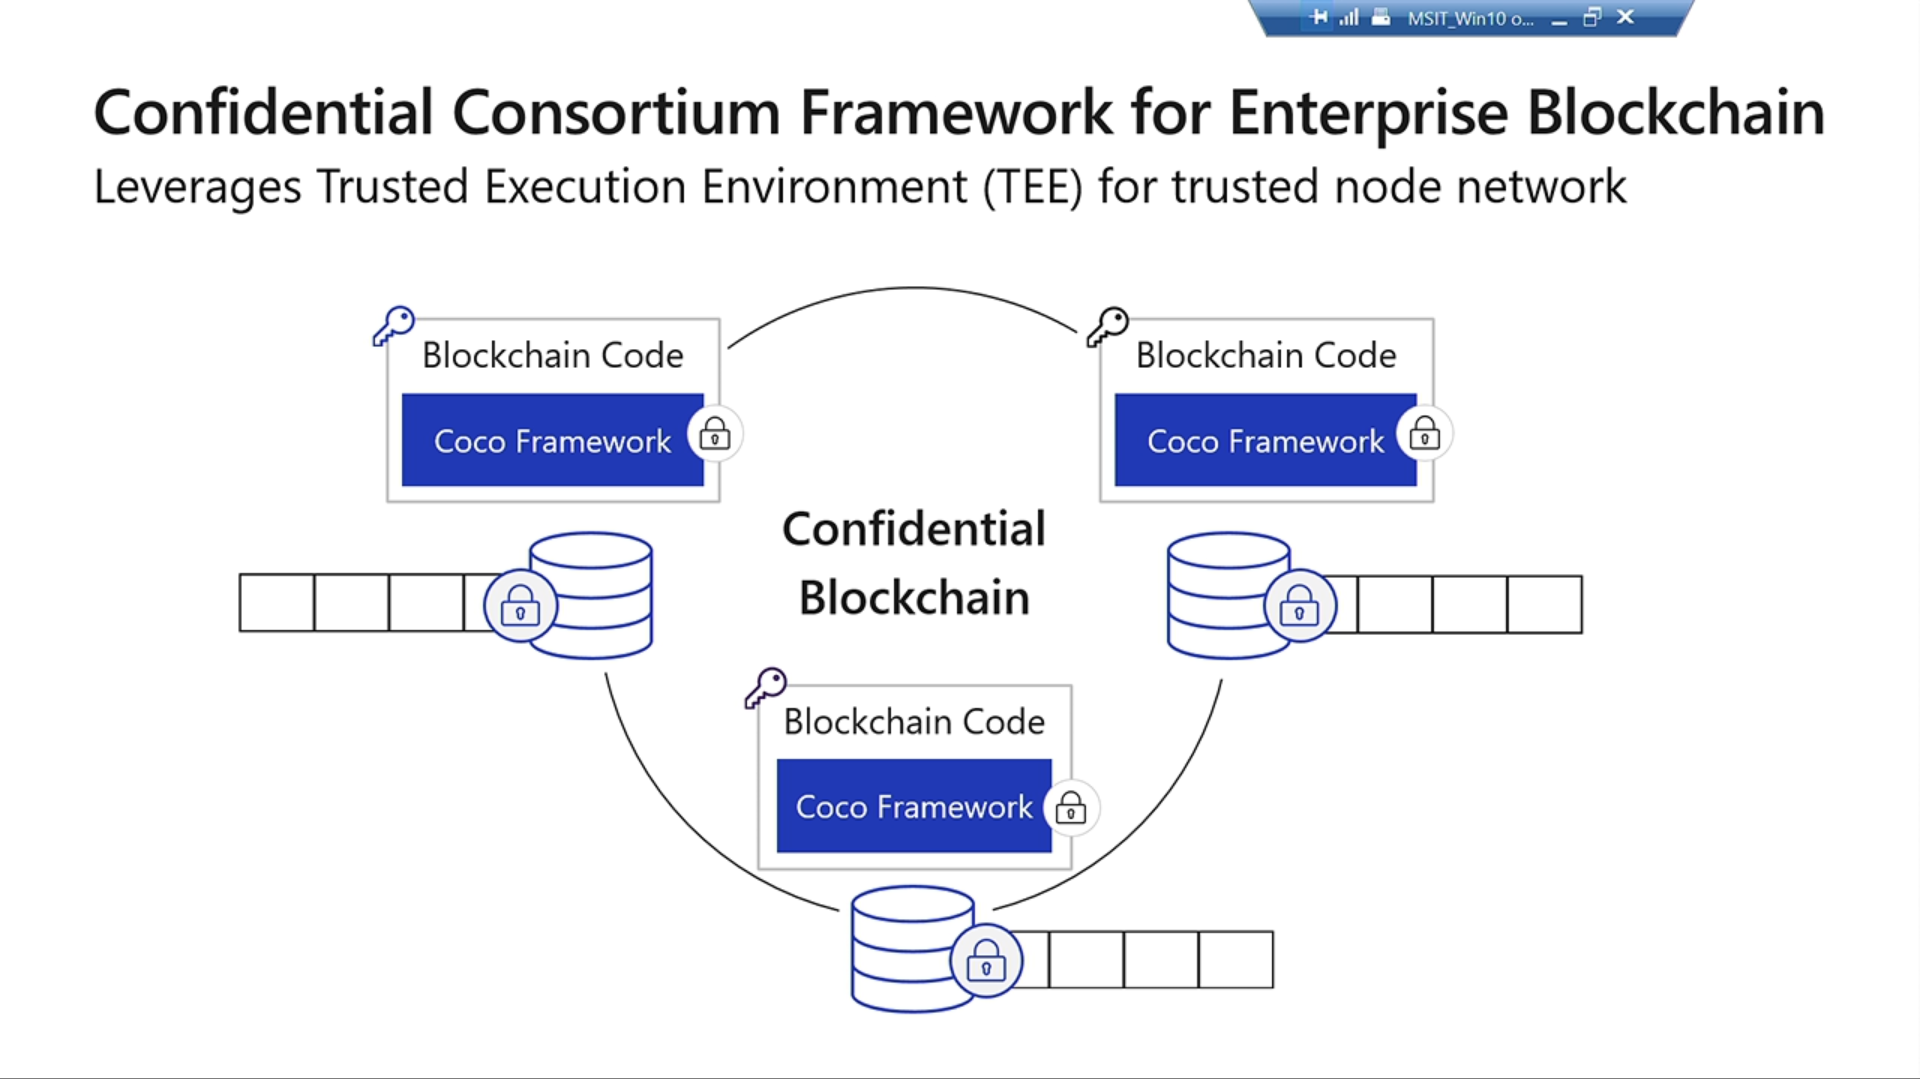 MSIT_Win10 o...
Confidential Consortium Framework for Enterprise Blockchain
Leverages Trusted Execution Environment (TEE) for trusted node network
Blockchain Code
Coco Framework
Blockchain Code
Coco Framework
Confidential
Blockchain
Blockchain Code
Coco Framework